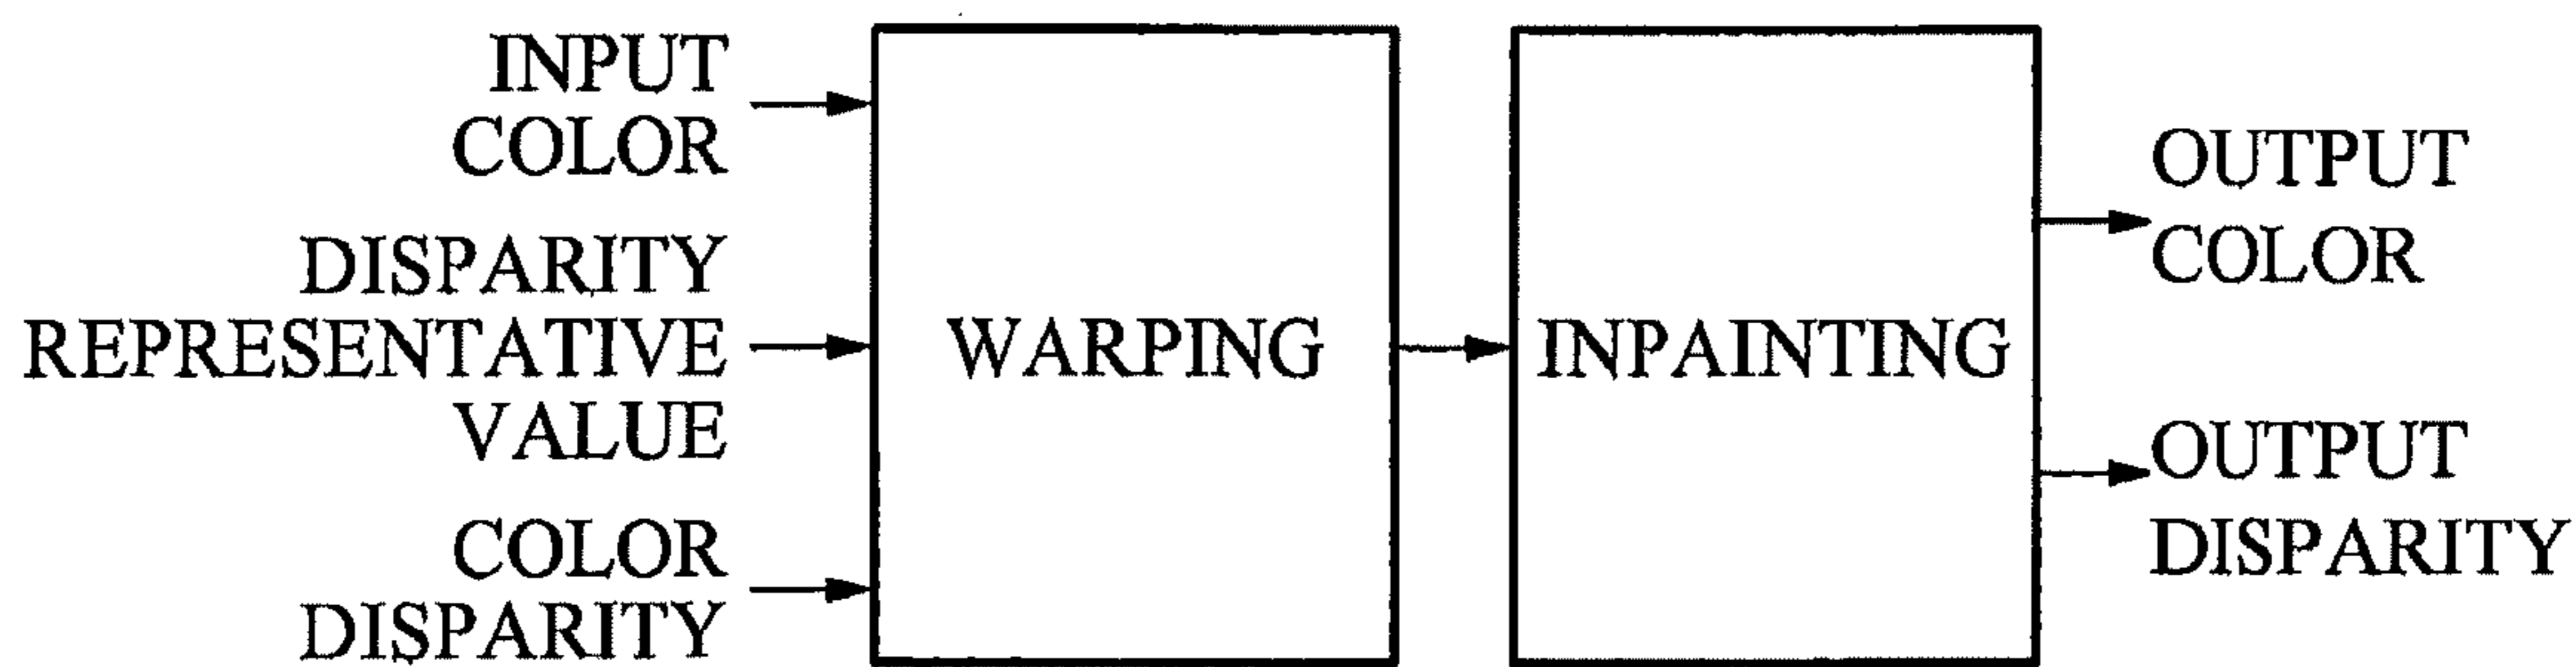 INPUT
COLOR
DISPARITY
REPRESENTATIVE
VALUE
COLOR
DISPARITY
WARPING
INPAINTING
OUTPUT
COLOR
OUTPUT
DISPARITY